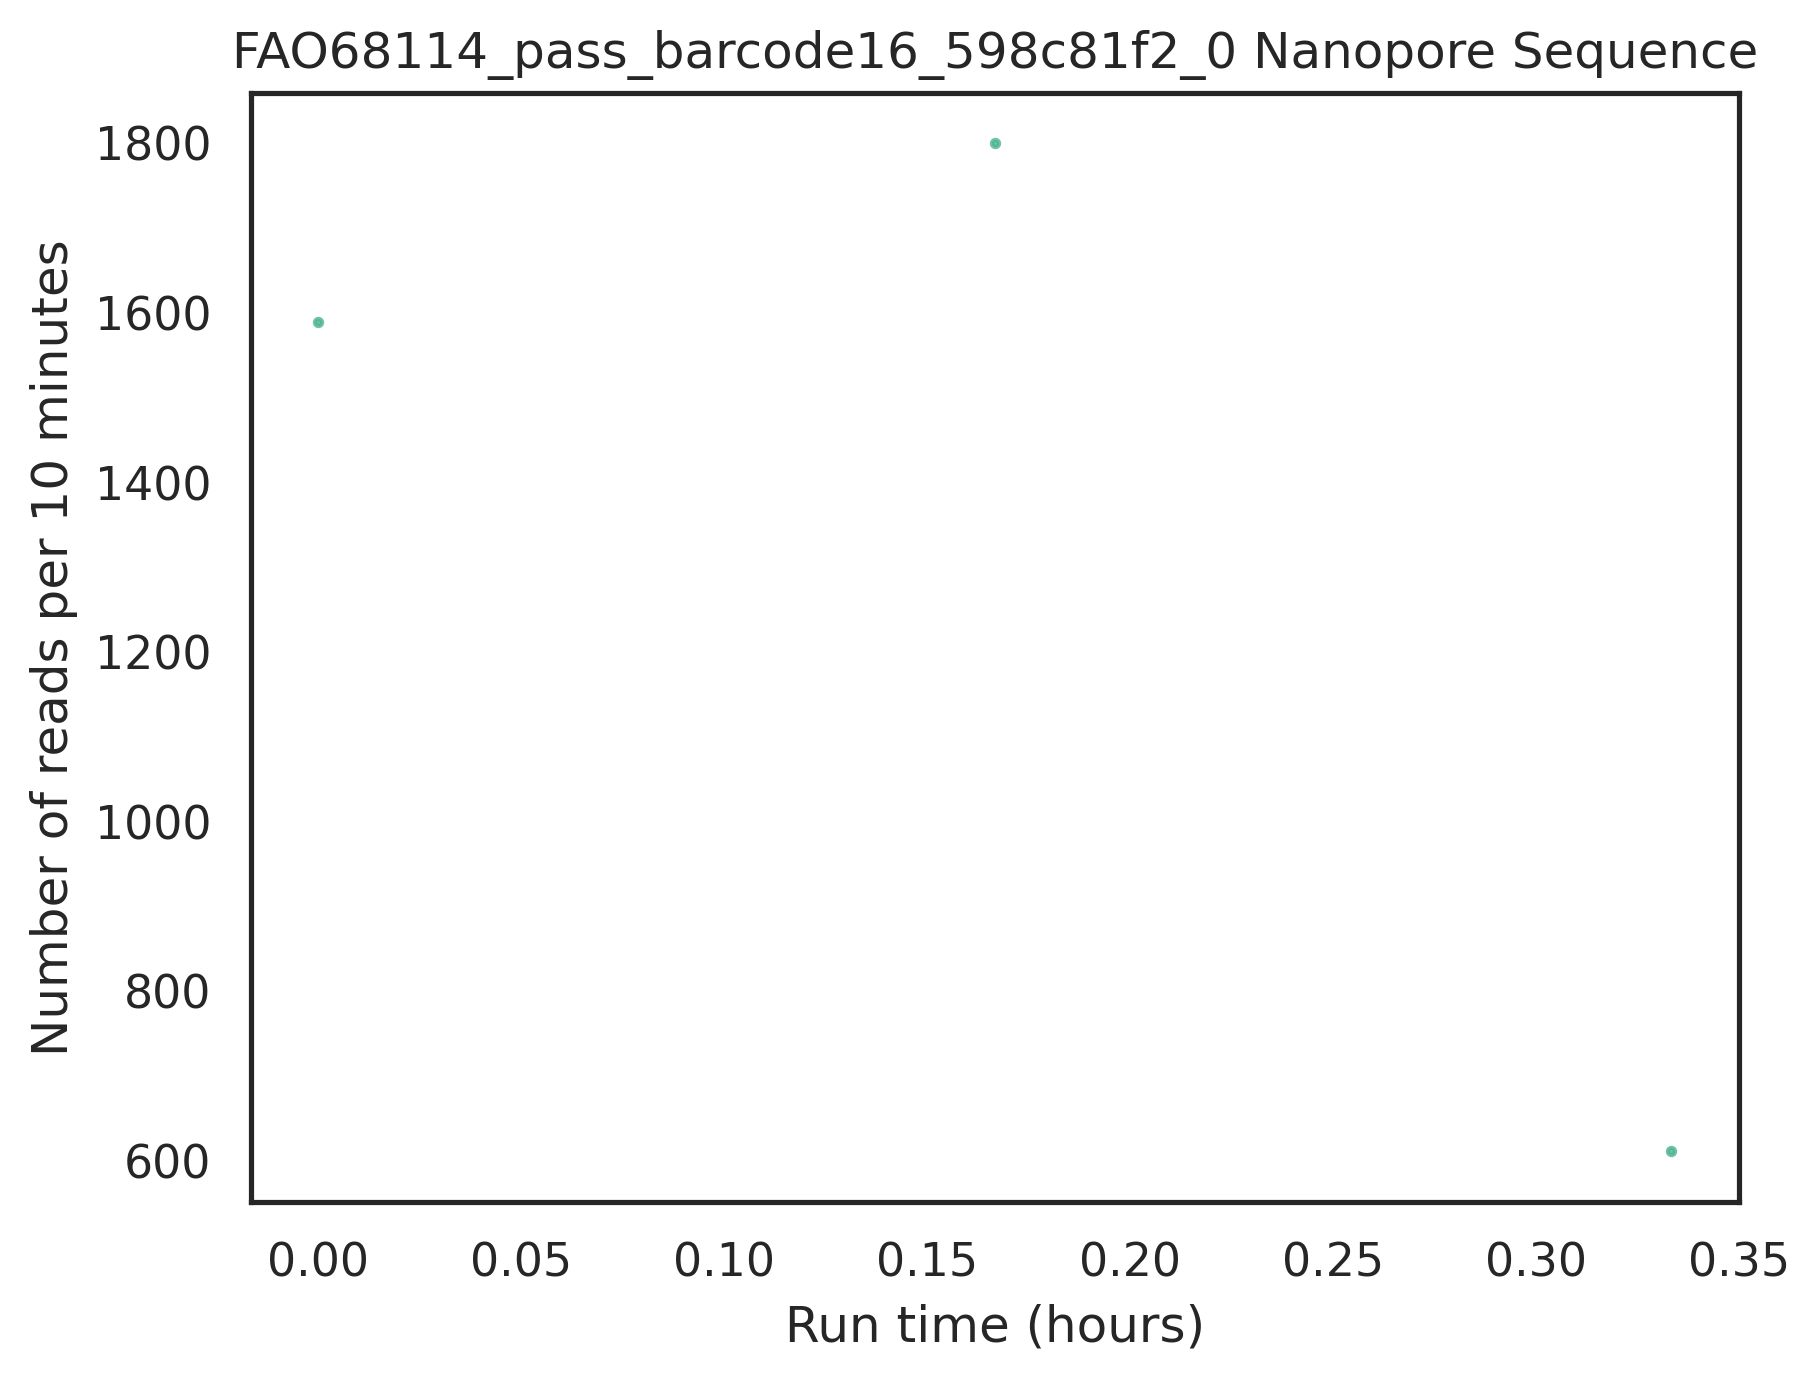 FAO68114_pass_barcode16_598c81f2_0 Nanopore Sequence
Number of reads per 10 minutes
1800
1600
1400
1200
1000
800
600
0.00 0.05 0.10 0.15 0.20 0.25 0.30 0.35
Run time (hours)